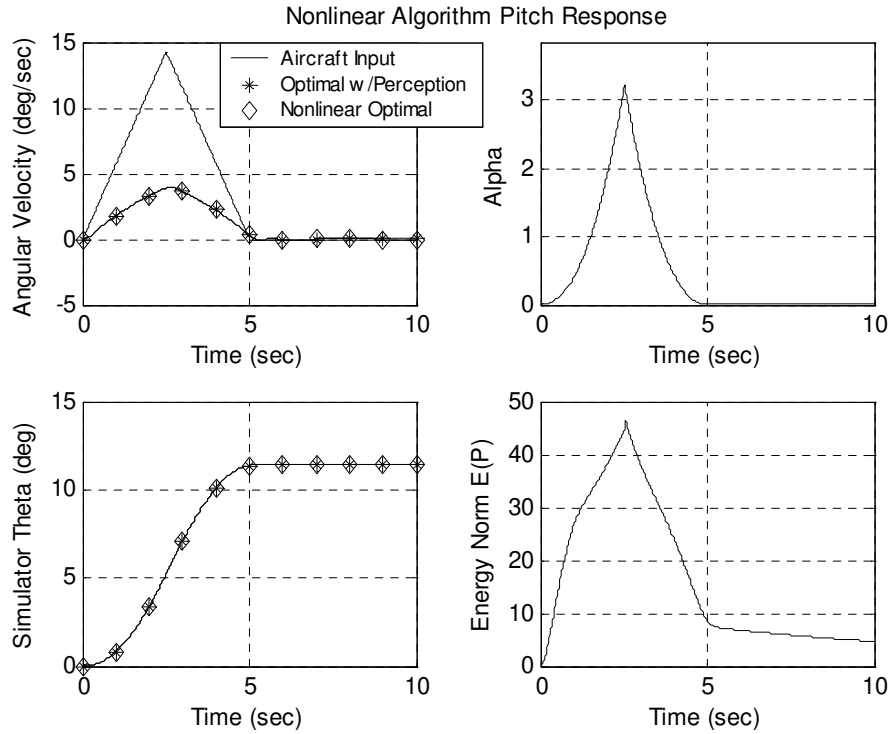 Nonlinear Algorithm Pitch Response
Angular Velocity (deg/sec)
15
10
5
0
-5
0
5
10
Time (sec)
Aircraft Input
Optimal w/Perception
Nonlinear Optimal
Alpha
3
2
1
0
0
5
10
Time (sec)
Simulator Theta (deg)
15
10
5
0
0
5
10
Time (sec)
Energy Norm E(P)
50
40
30
20
10
0
0
5
10
Time (sec)